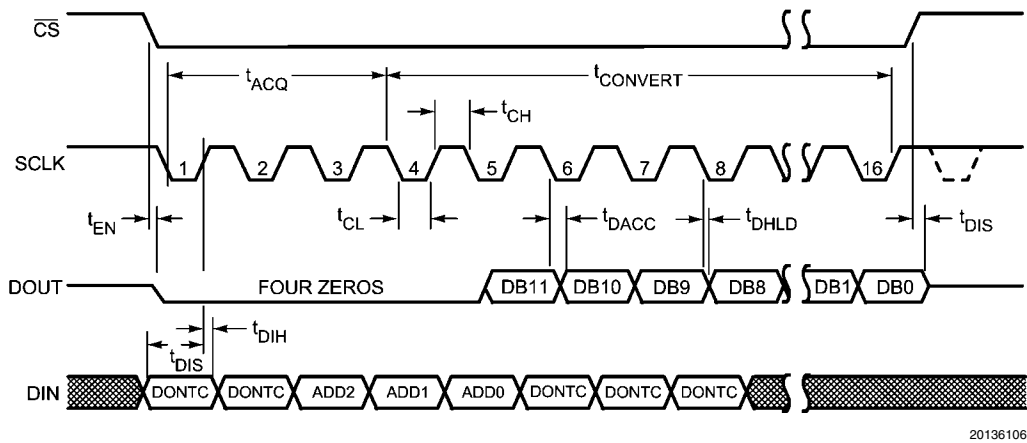 CS
tACQ
tCONVERT
tCH
SCLK
1 2 3 4 5 6 7 8 16
tEN
tCL
tDACC
tDHLD
tDIS
DOUT
FOUR ZEROS
DB11 DB10 DB9 DB8 DB1 DB0
tDIH
tDIS
DIN
DONTC DONTC ADD2 ADD1 ADD0 DONTC DONTC DONTC
20136106